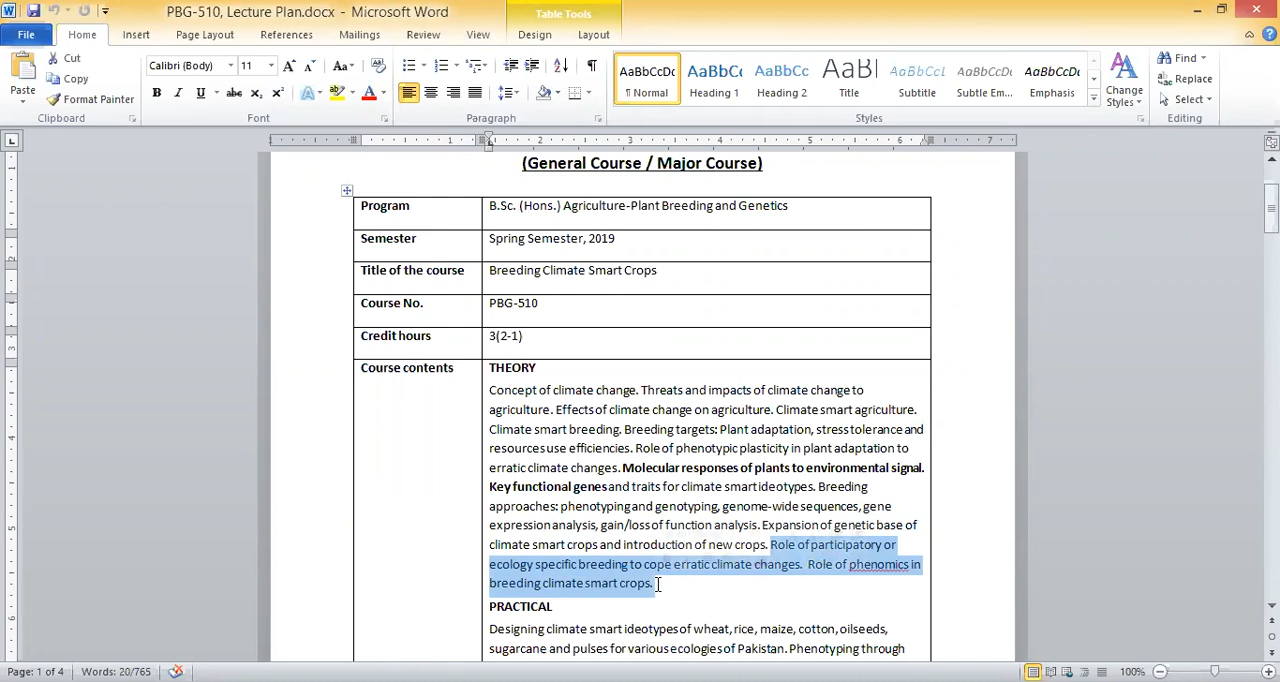 PBG-510, Lecture Plan.docx - Microsoft Word
Table Tools
File Home Insert Page Layout References Mailings Review View Design Layout
Paste
Cut
Copy
Format Painter
Clipboard
Calibri (Body) 11
Font
Paragraph
AaBbCcDc AaBbCc AaBbCc AaB AaBbCcL AaBbCcDc AaBbCcDc
¶ Normal Heading 1 Heading 2 Title Subtitle Subtle Em... Emphasis
Styles
Change
Styles
Find
Replace
Select
Editing
1 2 3 4 5 6 7
(General Course / Major Course)
Program B.Sc. (Hons.) Agriculture-Plant Breeding and Genetics
Semester Spring Semester, 2019
Title of the course Breeding Climate Smart Crops
Course No. PBG-510
Credit hours 3(2-1)
Course contents THEORY
Concept of climate change. Threats and impacts of climate change to
agriculture. Effects of climate change on agriculture. Climate smart agriculture.
Climate smart breeding. Breeding targets: Plant adaptation, stress tolerance and
resources use efficiencies. Role of phenotypic plasticity in plant adaptation to
erratic climate changes. Molecular responses of plants to environmental signal.
Key functional genes and traits for climate smart ideotypes. Breeding
approaches: phenotyping and genotyping, genome-wide sequences, gene
expression analysis, gain/loss of function analysis. Expansion of genetic base of
climate smart crops and introduction of new crops. Role of participatory or
ecology specific breeding to cope erratic climate changes. Role of phenomics in
breeding climate smart crops.
PRACTICAL
Designing climate smart ideotypes of wheat, rice, maize, cotton, oilseeds,
sugarcane and pulses for various ecologies of Pakistan. Phenotyping through
Page: 1 of 4 Words: 20/765 100%